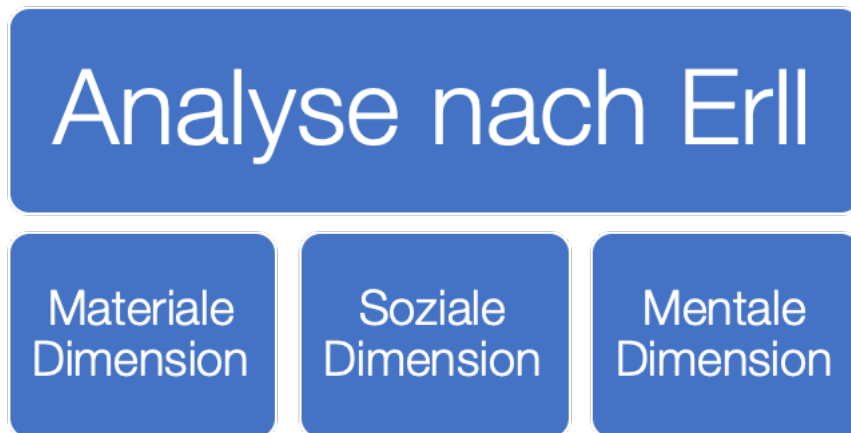 Analyse nach Erll
Materiale
Dimension
Soziale
Dimension
Mentale
Dimension